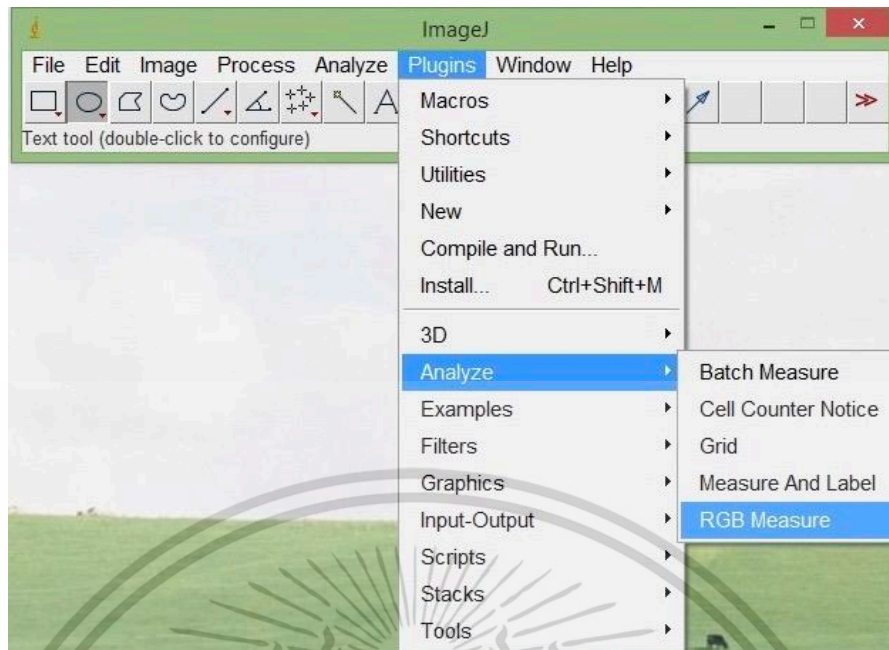 ImageJ
File Edit Image Process Analyze Plugins Window Help
A
Text tool (double-click to configure)
Macros
Shortcuts
Utilities
New
Compile and Run...
Install... Ctrl+Shift+M
3D
Analyze
Examples
Filters
Graphics
Input-Output
Scripts
Stacks
Tools
Batch Measure
Cell Counter Notice
Grid
Measure And Label
RGB Measure